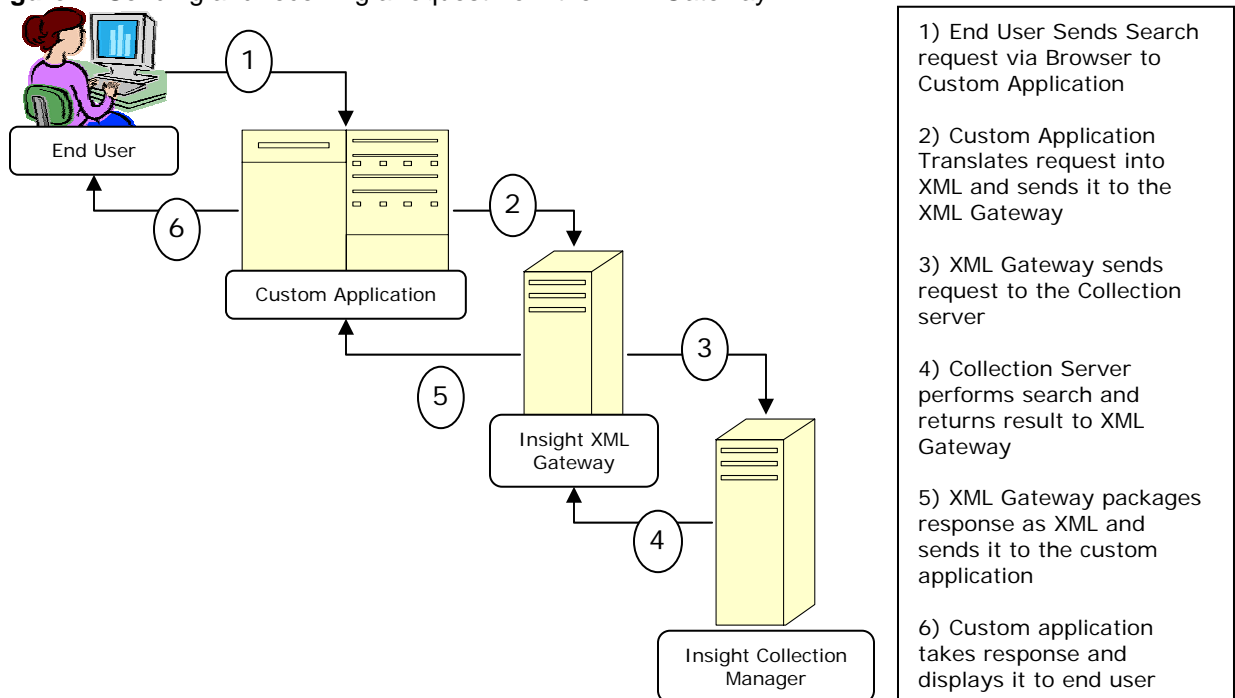 1
End User
6
2
Custom Application
3
5
Insight XML
Gateway
4
Insight Collection
Manager
1) End User Sends Search
request via Browser to
Custom Application
2) Custom Application
Translates request into
XML and sends it to the
XML Gateway
3) XML Gateway sends
request to the Collection
server
4) Collection Server
performs search and
returns result to XML
Gateway
5) XML Gateway packages
response as XML and
sends it to the custom
application
6) Custom application
takes response and
displays it to end user